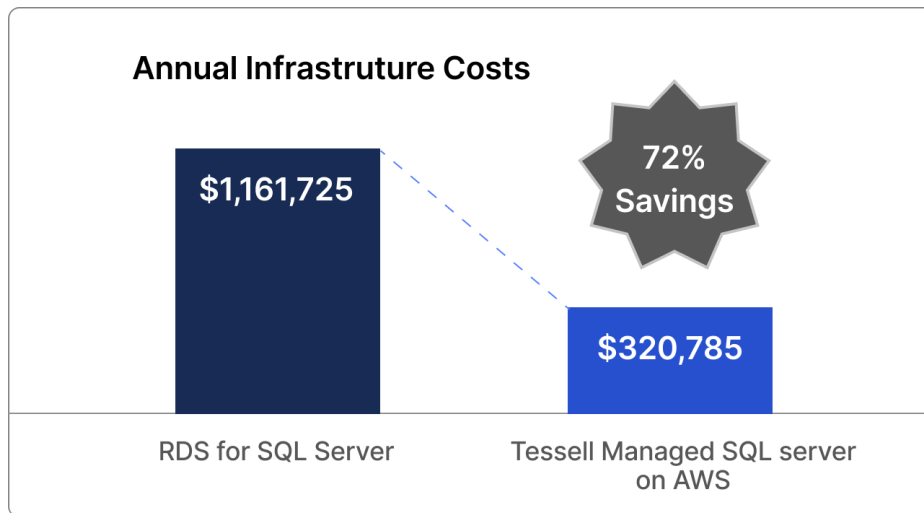 Annual Infrastruture Costs
72%
Savings
$1,161,725
$320,785
RDS for SQL Server
Tessell Managed SQL server
on AWS